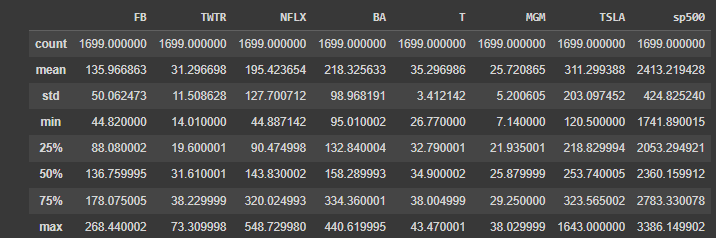 FB TWTR NFLX BA T MGM TSLA sp500
count 1699.000000 1699.000000 1699.000000 1699.000000 1699.000000 1699.000000 1699.000000 1699.000000
mean 135.966863 31.296698 195.423654 218.325633 35.296986 25.720865 311.299388 2413.219428
std 50.062473 11.508628 127.700712 98.968191 3.412142 5.200605 203.097452 424.825240
min 44.820000 14.010000 44.887142 95.010002 26.770000 7.140000 120.500000 1741.890015
25% 88.080002 19.600001 90.474998 132.840004 32.790001 21.935001 218.829994 2053.294921
50% 136.759995 31.610001 143.830002 158.289993 34.900002 25.879999 253.740005 2360.159912
75% 178.075005 38.229999 320.024993 334.360001 38.004999 29.250000 323.565002 2783.330078
max 268.440002 73.309998 548.729980 440.619995 43.470001 38.029999 1643.000000 3386.149902